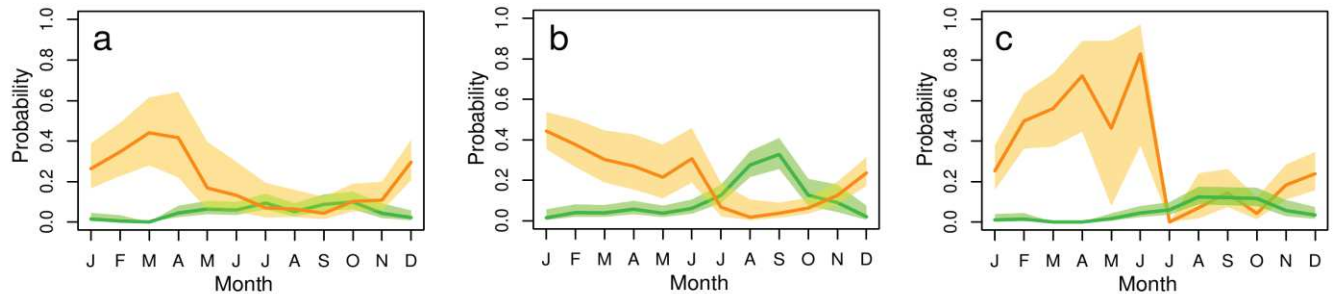 a
Probability
0.0 0.2 0.4 0.6 0.8 1.0
J F M A M J J A S O N D
Month
b
Probability
0.0 0.2 0.4 0.6 0.8 1.0
J F M A M J J A S O N D
Month
c
Probability
0.0 0.2 0.4 0.6 0.8 1.0
J F M A M J J A S O N D
Month